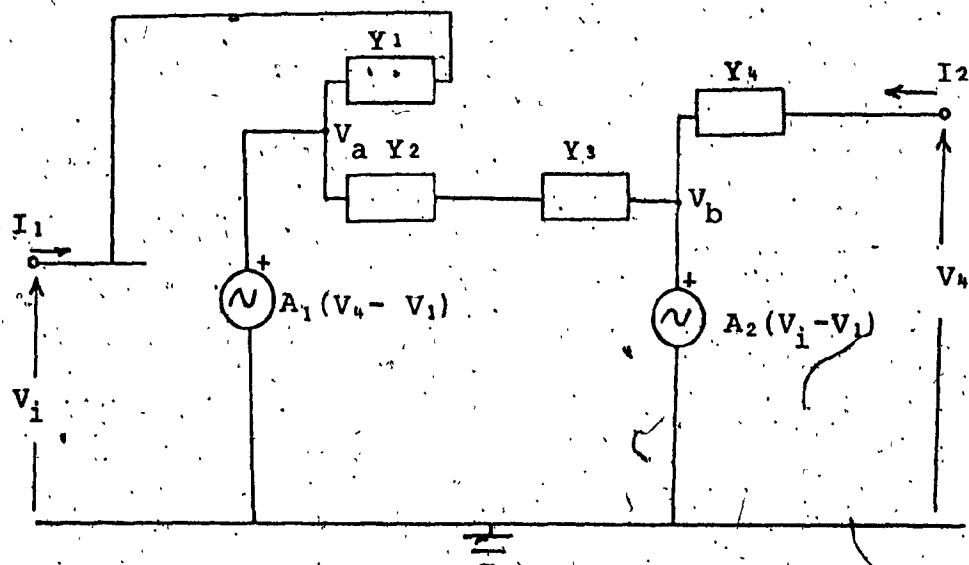 Y1
Y4
I2
Va
Y2
Y3
Vb
I1
A1(V4- V1)
A2(Vi-V1)
V4
Vi